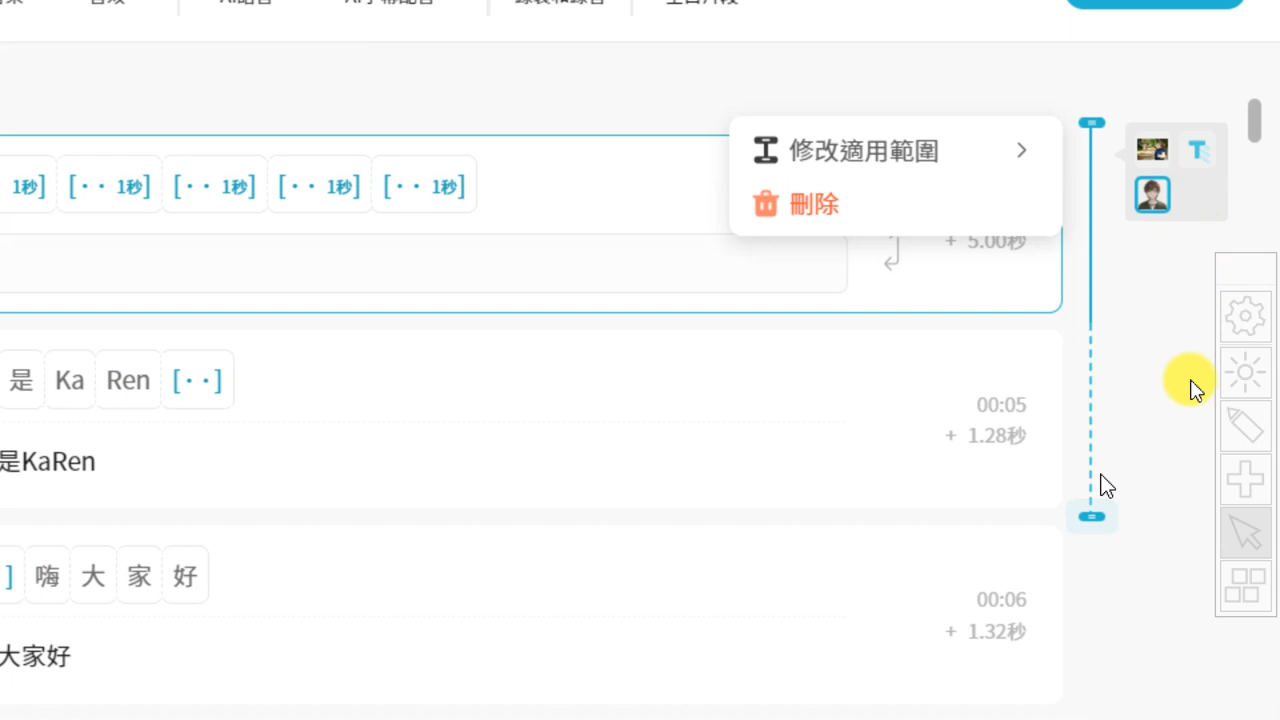 修改適用範圍
刪除
1秒] [·· 1秒] [·· 1秒] [·· 1秒] [·· 1秒]
+ 5.00秒
是 Ka Ren [··]
00:05
+ 1.28秒
是KaRen
] 嗨 大 家 好
00:06
+ 1.32秒
大家好